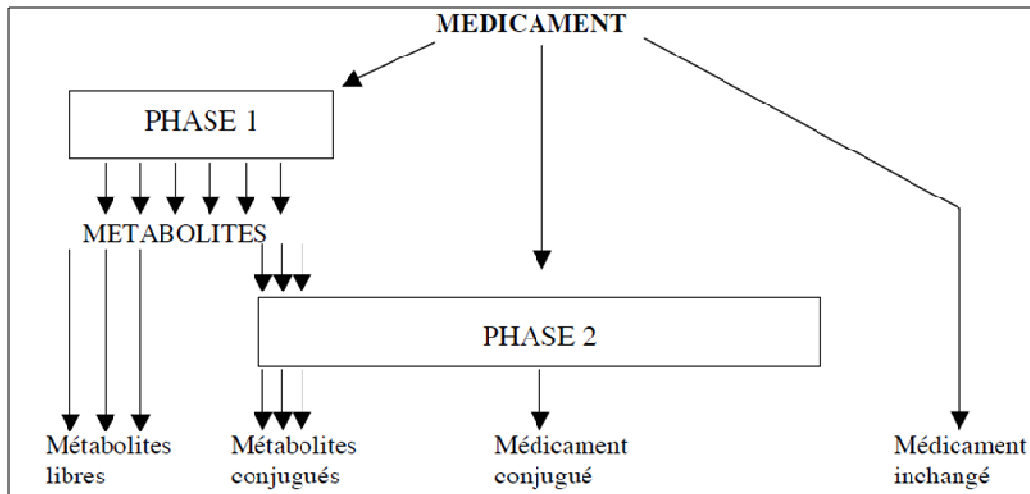 MEDICAMENT
PHASE 1
METABOLITES
PHASE 2
Métabolites
libres
Métabolites
conjugués
Médicament
conjugué
Médicament
inchangé